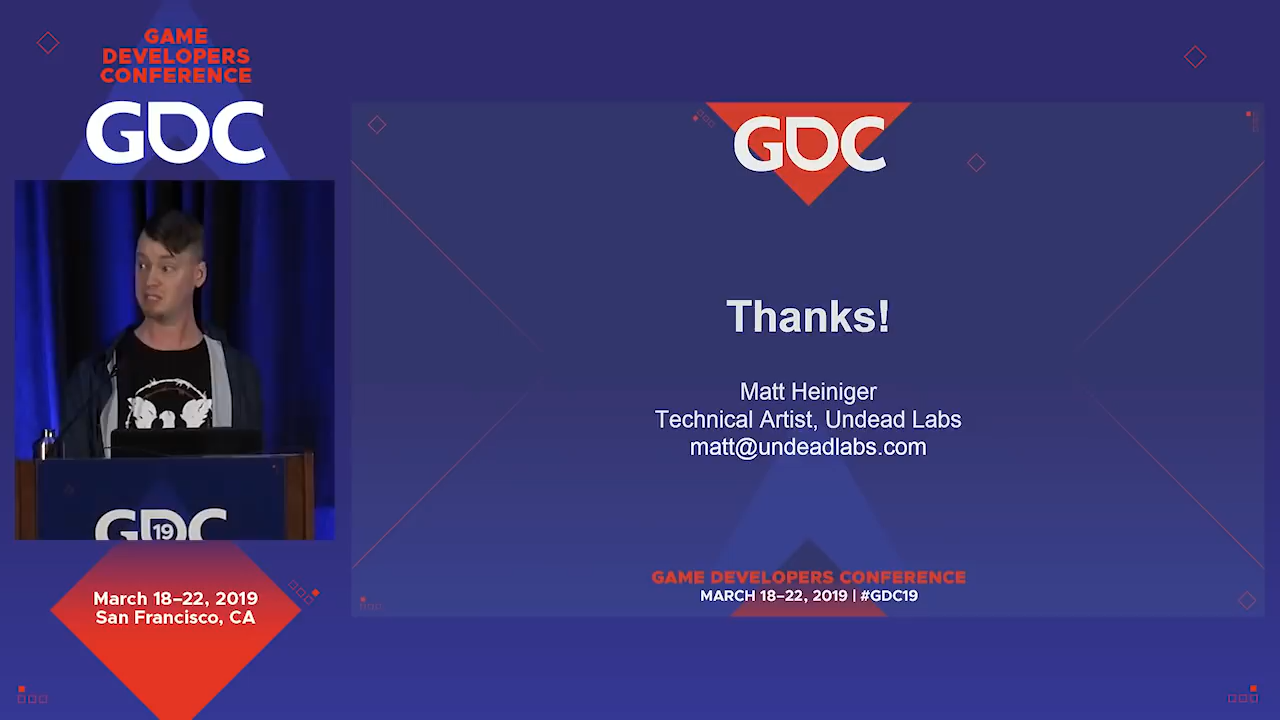 GAME
DEVELOPERS
CONFERENCE
GDC
GDC
19
March 18–22, 2019
San Francisco, CA
GDC
Thanks!
Matt Heiniger
Technical Artist, Undead Labs
matt@undeadlabs.com
GAME DEVELOPERS CONFERENCE
MARCH 18–22, 2019 | #GDC19